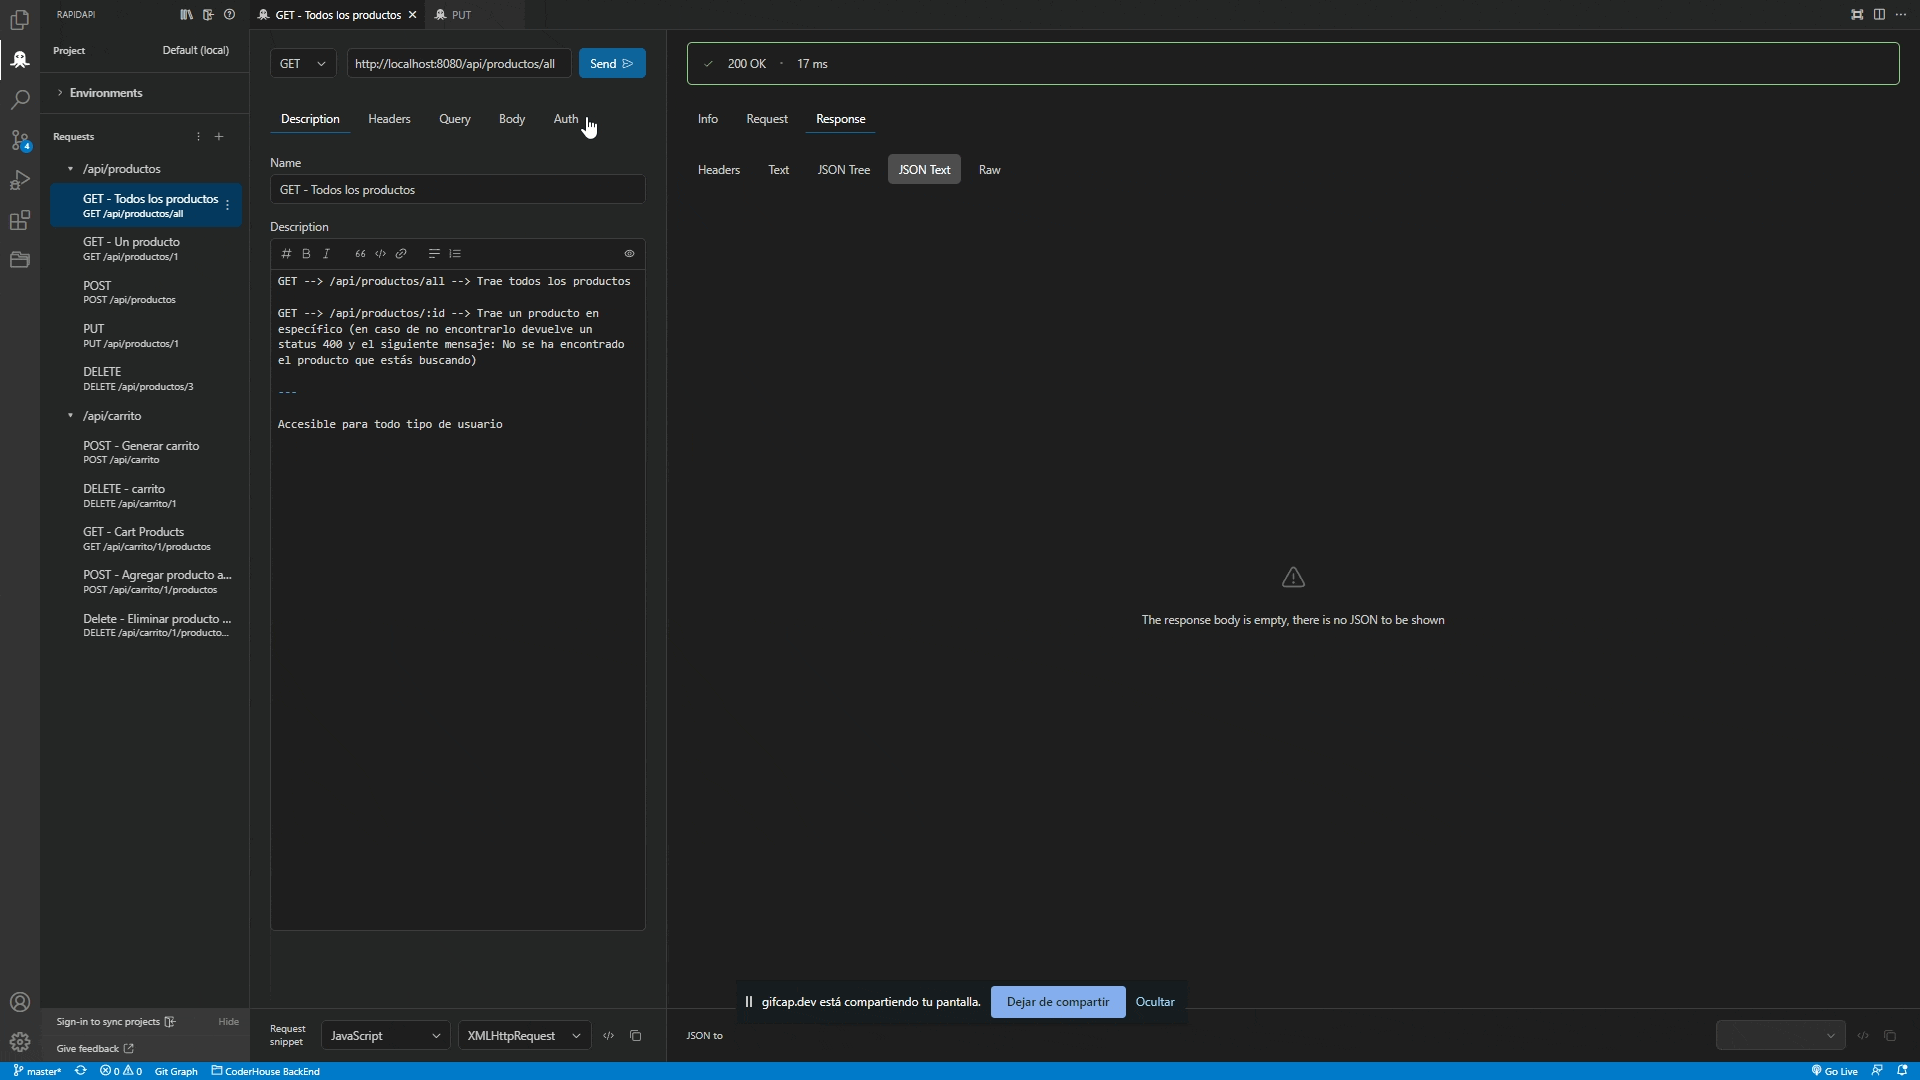 RAPIDAPI
GET - Todos los productos
PUT
Project
Default (local)
GET
http://localhost:8080/api/productos/all
Send
200 OK · 17 ms
Environments
Description
Headers
Query
Body
Auth
Info
Request
Response
Requests
Name
/api/productos
Headers
Text
JSON Tree
JSON Text
Raw
GET - Todos los productos
GET /api/productos/all
GET - Todos los productos
Description
GET - Un producto
GET /api/productos/1
POST
POST /api/productos
PUT
PUT /api/productos/1
DELETE
DELETE /api/productos/3
/api/carrito
POST - Generar carrito
POST /api/carrito
DELETE - carrito
DELETE /api/carrito/1
GET - Cart Products
GET /api/carrito/1/productos
POST - Agregar producto a...
POST /api/carrito/1/productos
Delete - Eliminar producto ...
DELETE /api/carrito/1/producto...
GET --> /api/productos/all --> Trae todos los productos
GET --> /api/productos/:id --> Trae un producto en
específico (en caso de no encontrarlo devuelve un
status 400 y el siguiente mensaje: No se ha encontrado
el producto que estás buscando)
---
Accesible para todo tipo de usuario
The response body is empty, there is no JSON to be shown
gifcap.dev está compartiendo tu pantalla.
Dejar de compartir
Ocultar
Sign-in to sync projects
Hide
Give feedback
Request
snippet
JavaScript
XMLHttpRequest
JSON to
4
master*
0
0
Git Graph
CoderHouse BackEnd
Go Live